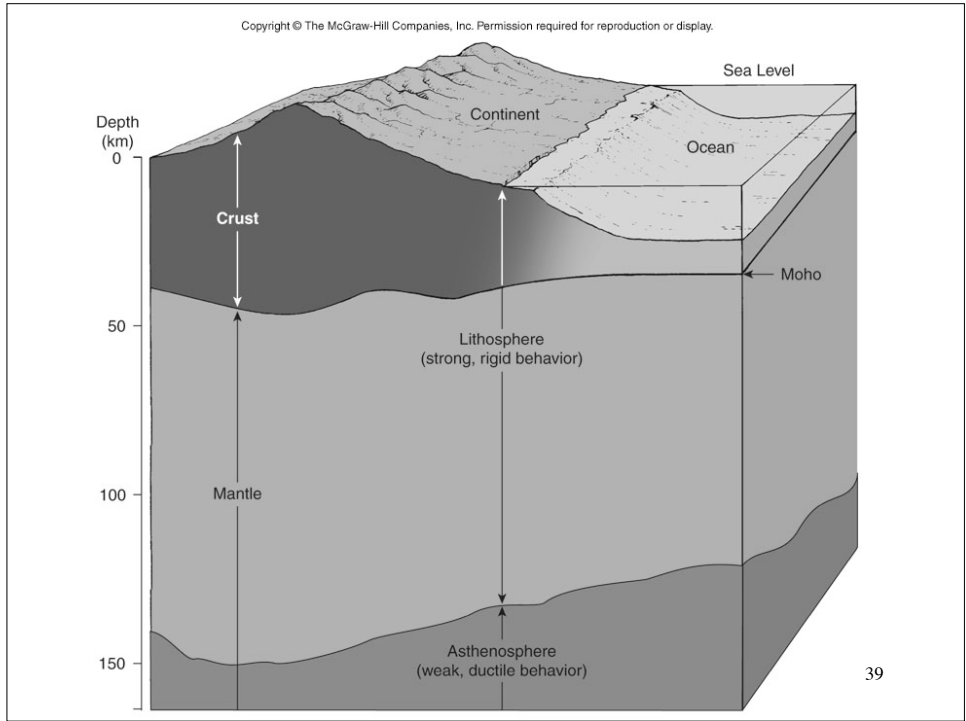 Copyright © The McGraw-Hill Companies, Inc. Permission required for reproduction or display.
Sea Level
Continent
Depth
(km)
Ocean
0
Crust
Moho
50
Lithosphere
(strong, rigid behavior)
100
Mantle
150
Asthenosphere
(weak, ductile behavior)
39